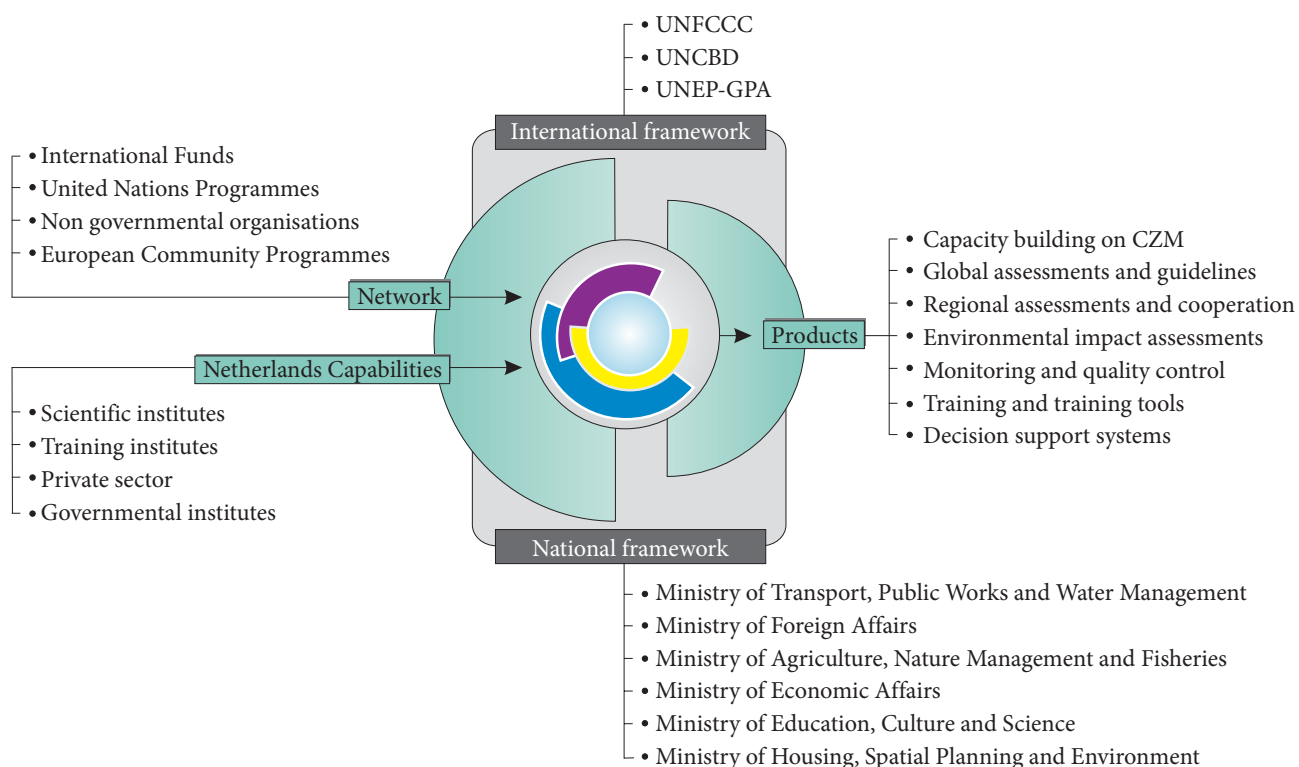 • UNFCCC
• UNCBD
• UNEP-GPA
International framework
• International Funds
• United Nations Programmes
• Non governmental organisations
• European Community Programmes
Network
Netherlands Capabilities
• Scientific institutes
• Training institutes
• Private sector
• Governmental institutes
Products
• Capacity building on CZM
• Global assessments and guidelines
• Regional assessments and cooperation
• Environmental impact assessments
• Monitoring and quality control
• Training and training tools
• Decision support systems
National framework
• Ministry of Transport, Public Works and Water Management
• Ministry of Foreign Affairs
• Ministry of Agriculture, Nature Management and Fisheries
• Ministry of Economic Affairs
• Ministry of Education, Culture and Science
• Ministry of Housing, Spatial Planning and Environment